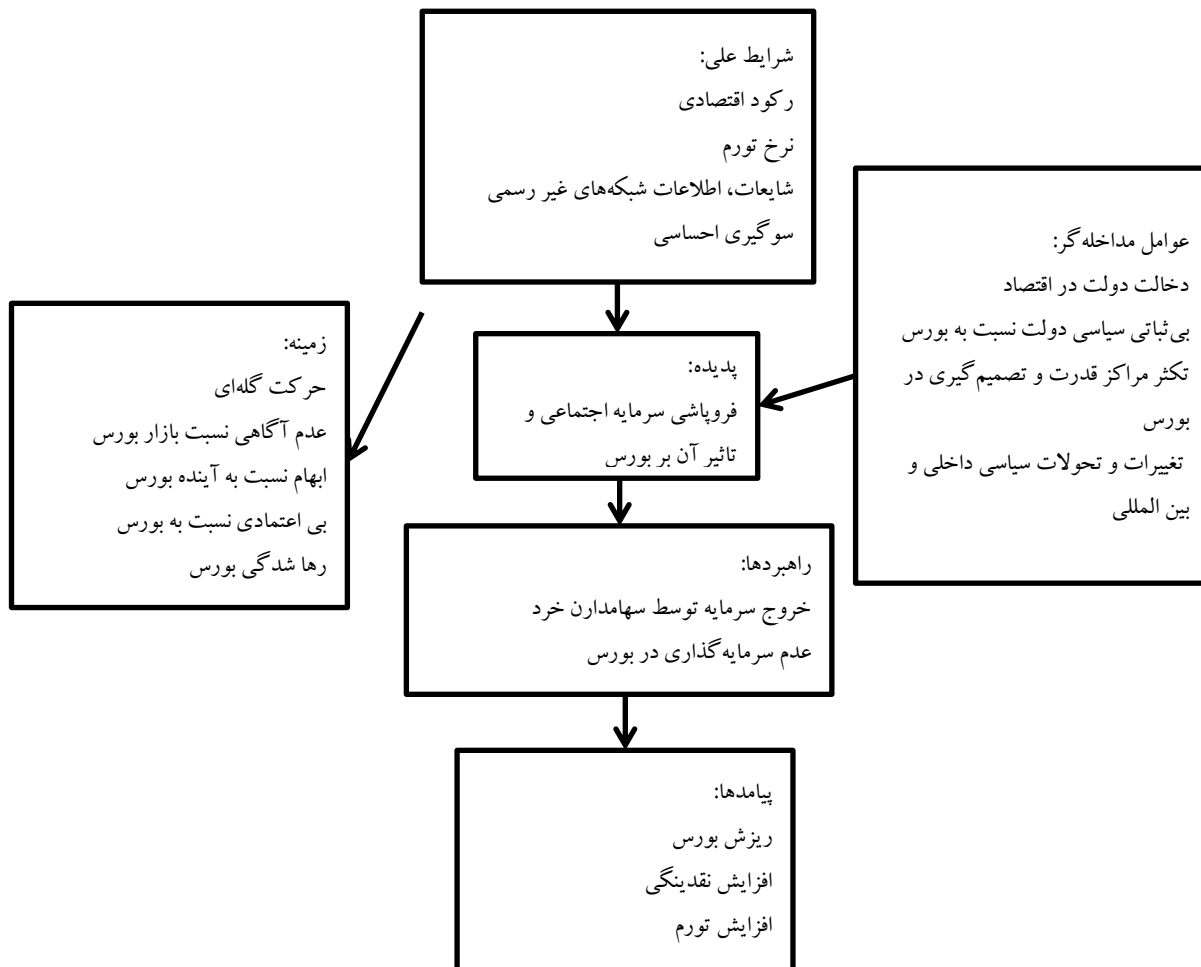 شرایط علی:
رکود اقتصادی
نرخ تورم
شایعات، اطلاعات شبکه‌های غیر رسمی
سوگیری احساسی
عوامل مداخله‌گر:
دخالت دولت در اقتصاد
بی‌ثباتی سیاسی دولت نسبت به بورس
تکثر مراکز قدرت و تصمیم‌گیری در
بورس
تغییرات و تحولات سیاسی داخلی و
بین المللی
زمینه:
حرکت گله‌ای
عدم آگاهی نسبت بازار بورس
ابهام نسبت به آینده بورس
بی اعتمادی نسبت به بورس
رها شدگی بورس
پدیده:
فروپاشی سرمایه اجتماعی و
تاثیر آن بر بورس
راهبردها:
خروج سرمایه توسط سهامدارن خرد
عدم سرمایه‌گذاری در بورس
پیامدها:
ریزش بورس
افزایش نقدینگی
افزایش تورم